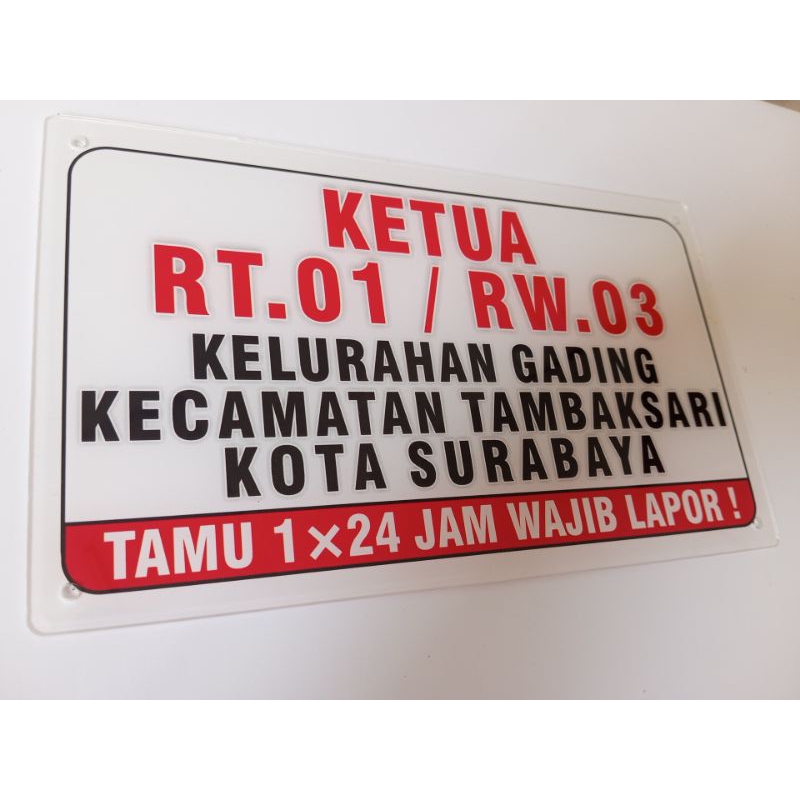 KETUA
RT.01 / RW.03
KELURAHAN GADING
KECAMATAN TAMBAKSARI
KOTA SURABAYA
TAMU 1×24 JAM WAJIB LAPOR !